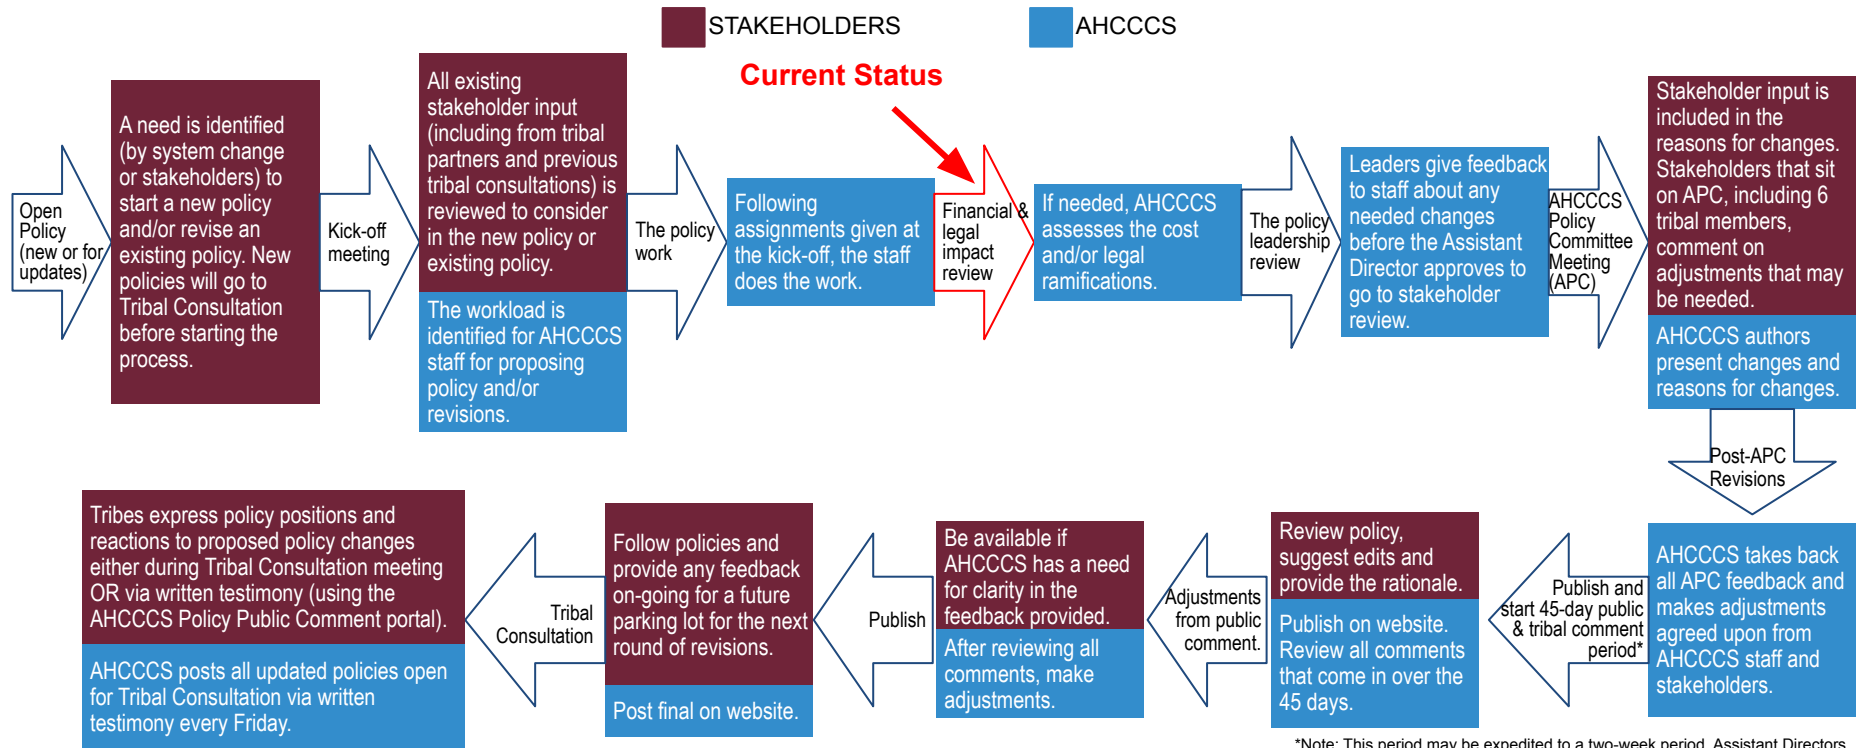 STAKEHOLDERS
AHCCCS
Current Status
Open
Policy
(new or for
updates)
A need is identified
(by system change
or stakeholders) to
start a new policy
and/or revise an
existing policy. New
policies will go to
Tribal Consultation
before starting the
process.
Kick-off
meeting
All existing
stakeholder input
(including from tribal
partners and previous
tribal consultations) is
reviewed to consider
in the new policy or
existing policy.
The workload is
identified for AHCCCS
staff for proposing
policy and/or
revisions.
The policy
work
Following
assignments given at
the kick-off, the staff
does the work.
Financial &
legal
impact
review
If needed, AHCCCS
assesses the cost
and/or legal
ramifications.
The policy
leadership
review
Leaders give feedback
to staff about any
needed changes
before the Assistant
Director approves to
go to stakeholder
review.
AHCCCS
Policy
Committee
Meeting
(APC)
Stakeholder input is
included in the
reasons for changes.
Stakeholders that sit
on APC, including 6
tribal members,
comment on
adjustments that may
be needed.
AHCCCS authors
present changes and
reasons for changes.
Post-APC
Revisions
AHCCCS takes back
all APC feedback and
makes adjustments
agreed upon from
AHCCCS staff and
stakeholders.
Publish and
start 45-day public
& tribal comment
period*
Review policy,
suggest edits and
provide the rationale.
Publish on website.
Review all comments
that come in over the
45 days.
Adjustments
from public
comment.
Be available if
AHCCCS has a need
for clarity in the
feedback provided.
After reviewing all
comments, make
adjustments.
Publish
Follow policies and
provide any feedback
on-going for a future
parking lot for the next
round of revisions.
Post final on website.
Tribal
Consultation
Tribes express policy positions and
reactions to proposed policy changes
either during Tribal Consultation meeting
OR via written testimony (using the
AHCCCS Policy Public Comment portal).
AHCCCS posts all updated policies open
for Tribal Consultation via written
testimony every Friday.
*Note: This period may be expedited to a two-week period. Assistant Directors